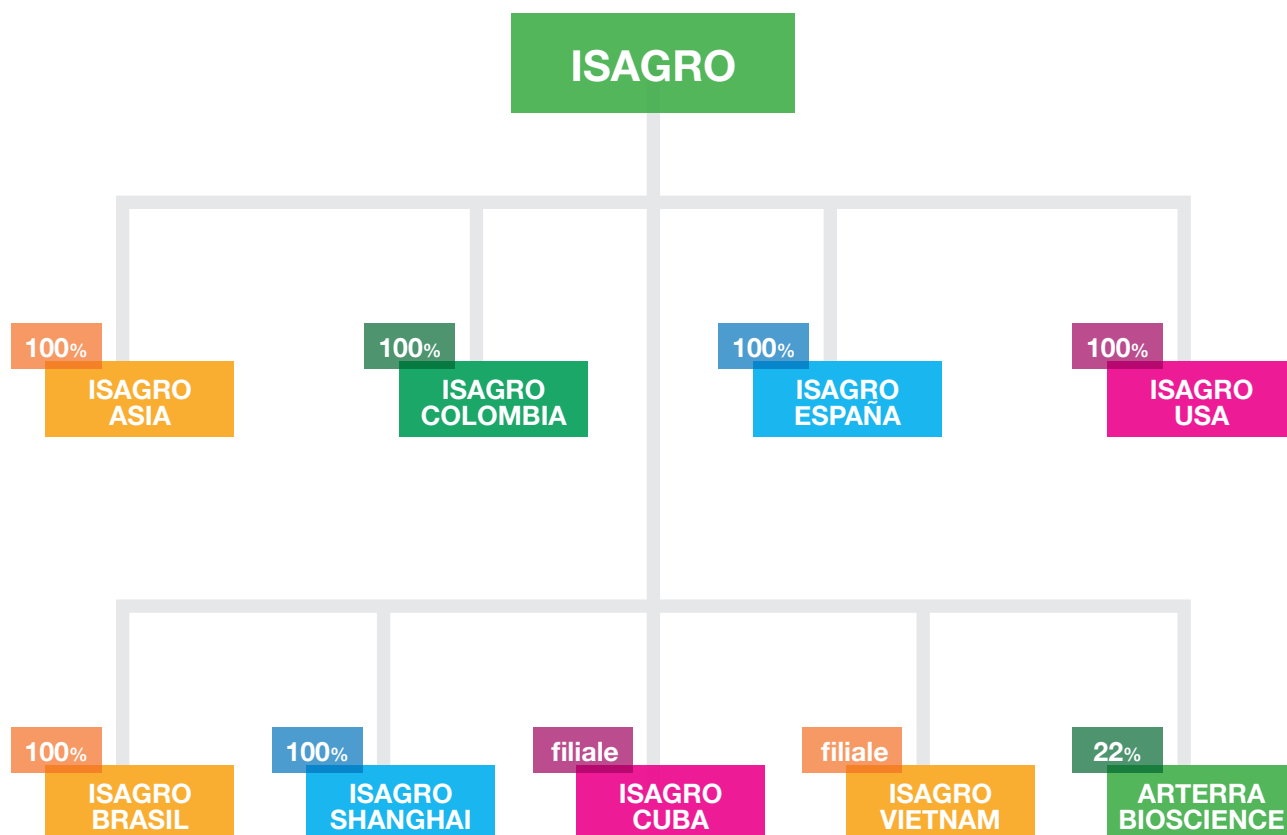 ISAGRO
100%
ISAGRO
ASIA
100%
ISAGRO
COLOMBIA
100%
ISAGRO
ESPAÑA
100%
ISAGRO
USA
100%
ISAGRO
BRASIL
100%
ISAGRO
SHANGHAI
filiale
ISAGRO
CUBA
filiale
ISAGRO
VIETNAM
22%
ARTERRA
BIOSCIENCE